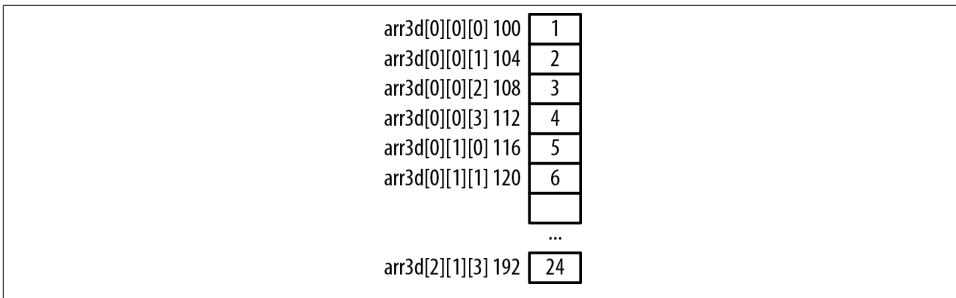 arr3d[0][0][0] 100 1
arr3d[0][0][1] 104 2
arr3d[0][0][2] 108 3
arr3d[0][0][3] 112 4
arr3d[0][1][0] 116 5
arr3d[0][1][1] 120 6
...
arr3d[2][1][3] 192 24